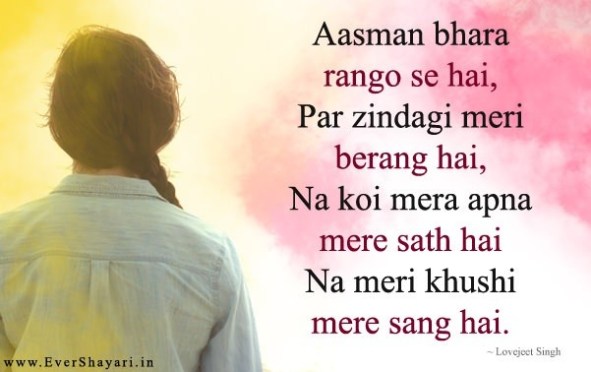 Aasman bhara
rango se hai,
Par zindagi meri
berang hai,
Na koi mera apna
mere sath hai
Na meri khushi
mere sang hai.
~ Lovejeet Singh
www.EverShayari.in